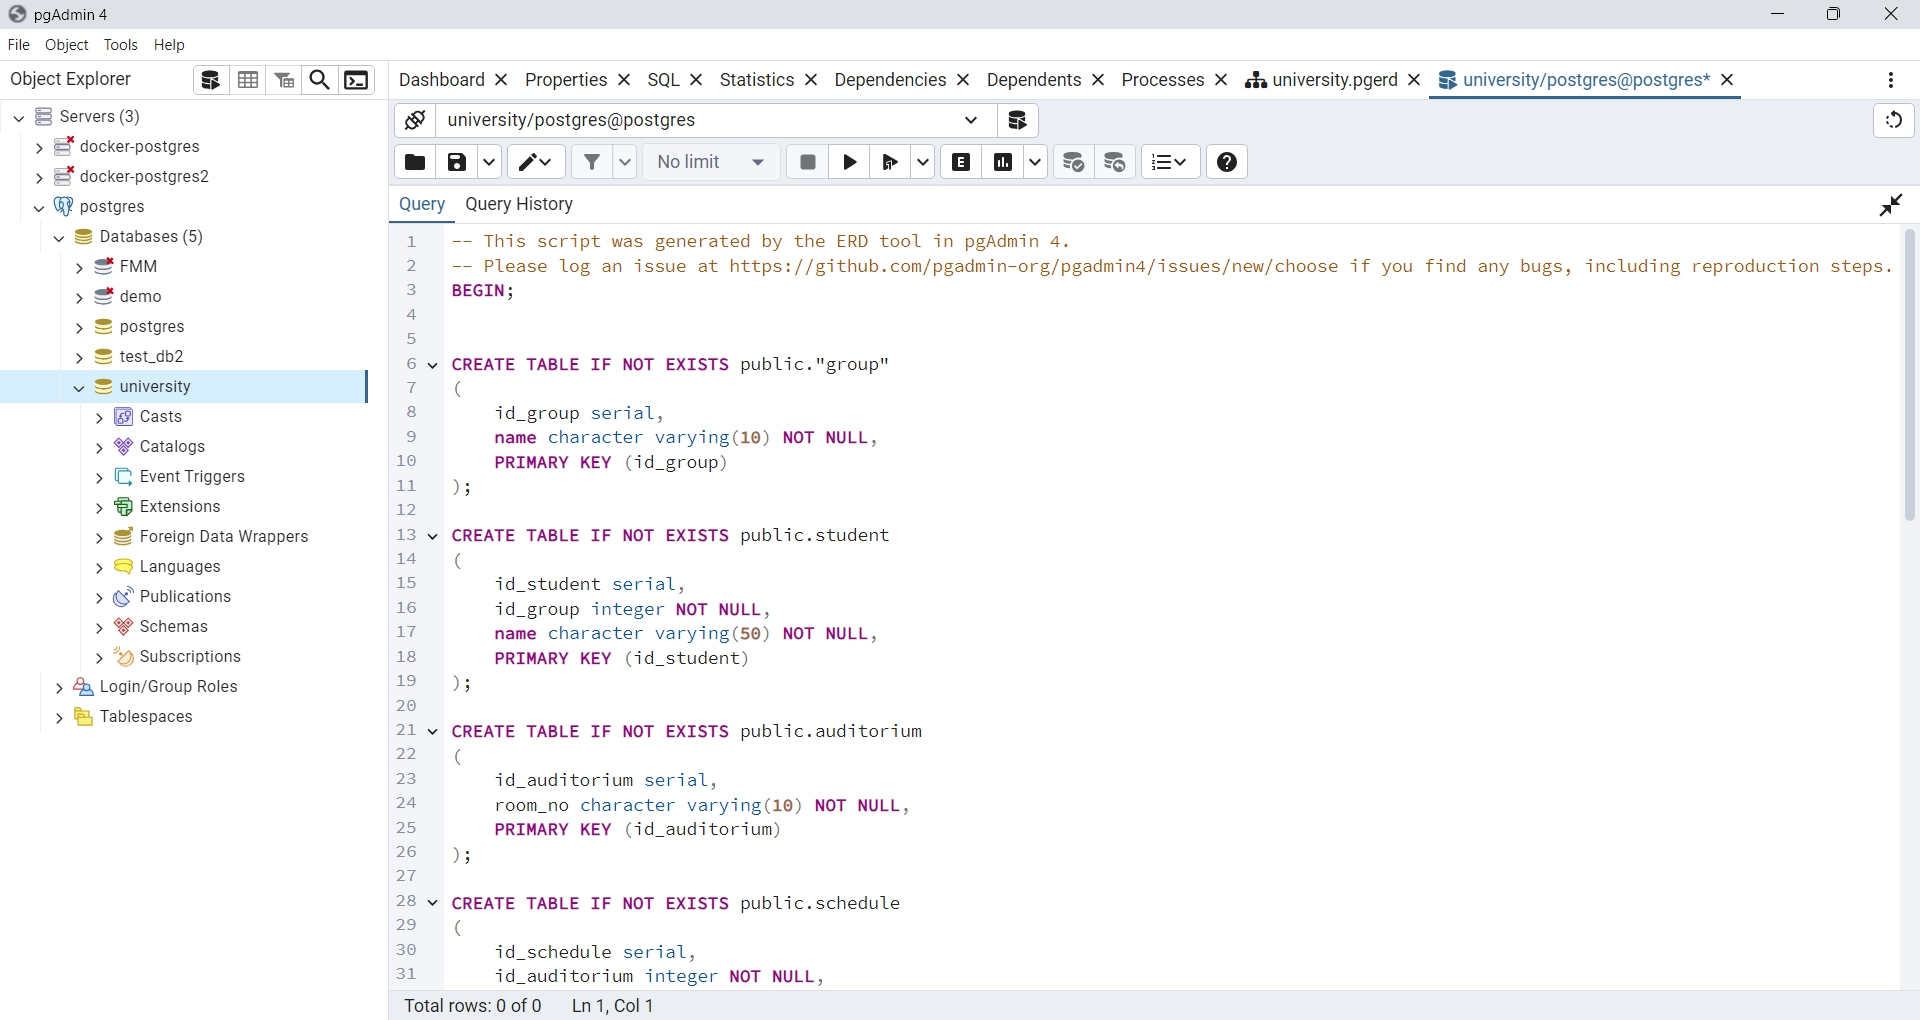 pgAdmin 4
File Object Tools Help
Object Explorer
Dashboard Properties SQL Statistics Dependencies Dependents Processes university.pgerd university/postgres@postgres*
Servers (3)
docker-postgres
docker-postgres2
postgres
Databases (5)
FMM
demo
postgres
test_db2
university
Casts
Catalogs
Event Triggers
Extensions
Foreign Data Wrappers
Languages
Publications
Schemas
Subscriptions
Login/Group Roles
Tablespaces
university/postgres@postgres
No limit
E
Query Query History
1 -- This script was generated by the ERD tool in pgAdmin 4.
2 -- Please log an issue at https://github.com/pgadmin-org/pgadmin4/issues/new/choose if you find any bugs, including reproduction steps.
3 BEGIN;
4
5
6 CREATE TABLE IF NOT EXISTS public."group"
7 (
8 id_group serial,
9 name character varying(10) NOT NULL,
10 PRIMARY KEY (id_group)
11 );
12
13 CREATE TABLE IF NOT EXISTS public.student
14 (
15 id_student serial,
16 id_group integer NOT NULL,
17 name character varying(50) NOT NULL,
18 PRIMARY KEY (id_student)
19 );
20
21 CREATE TABLE IF NOT EXISTS public.auditorium
22 (
23 id_auditorium serial,
24 room_no character varying(10) NOT NULL,
25 PRIMARY KEY (id_auditorium)
26 );
27
28 CREATE TABLE IF NOT EXISTS public.schedule
29 (
30 id_schedule serial,
31 id_auditorium integer NOT NULL,
Total rows: 0 of 0 Ln 1, Col 1